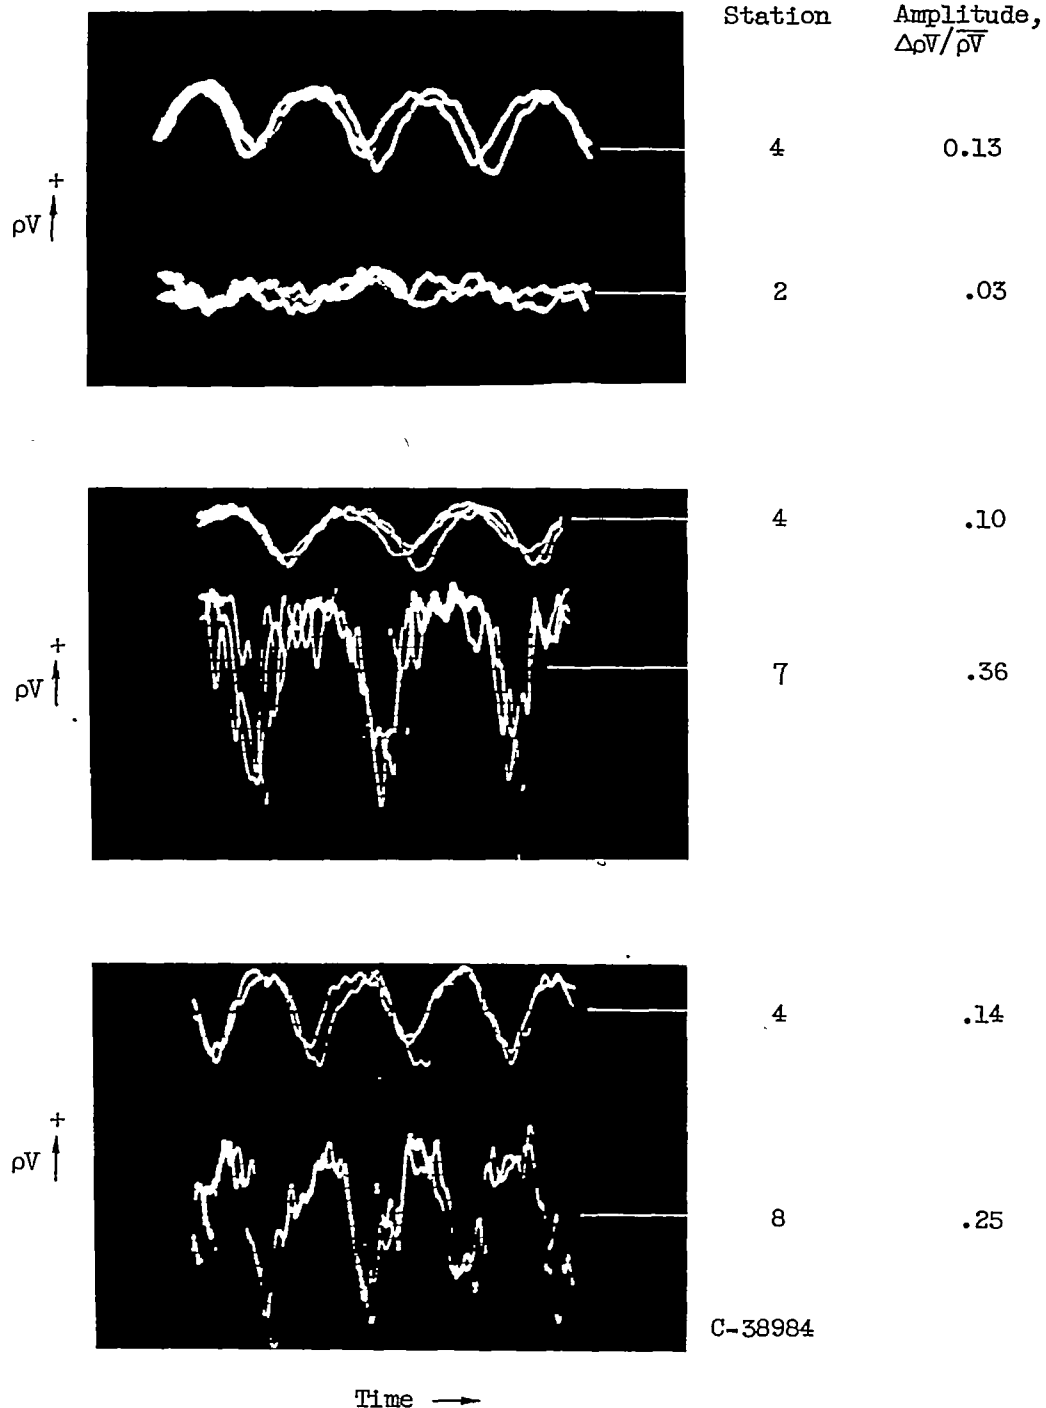 Station Amplitude,
ΔρV/ρV
4 0.13
+
ρV
2 .03
4 .10
+
ρV
7 .36
4 .14
+
ρV
8 .25
C-38984
Time